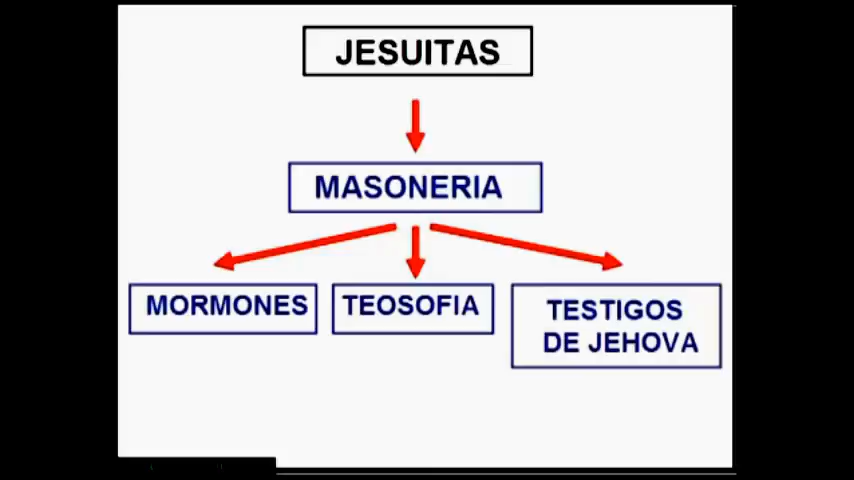 JESUITAS
MASONERIA
MORMONES
TEOSOFIA
TESTIGOS
DE JEHOVA